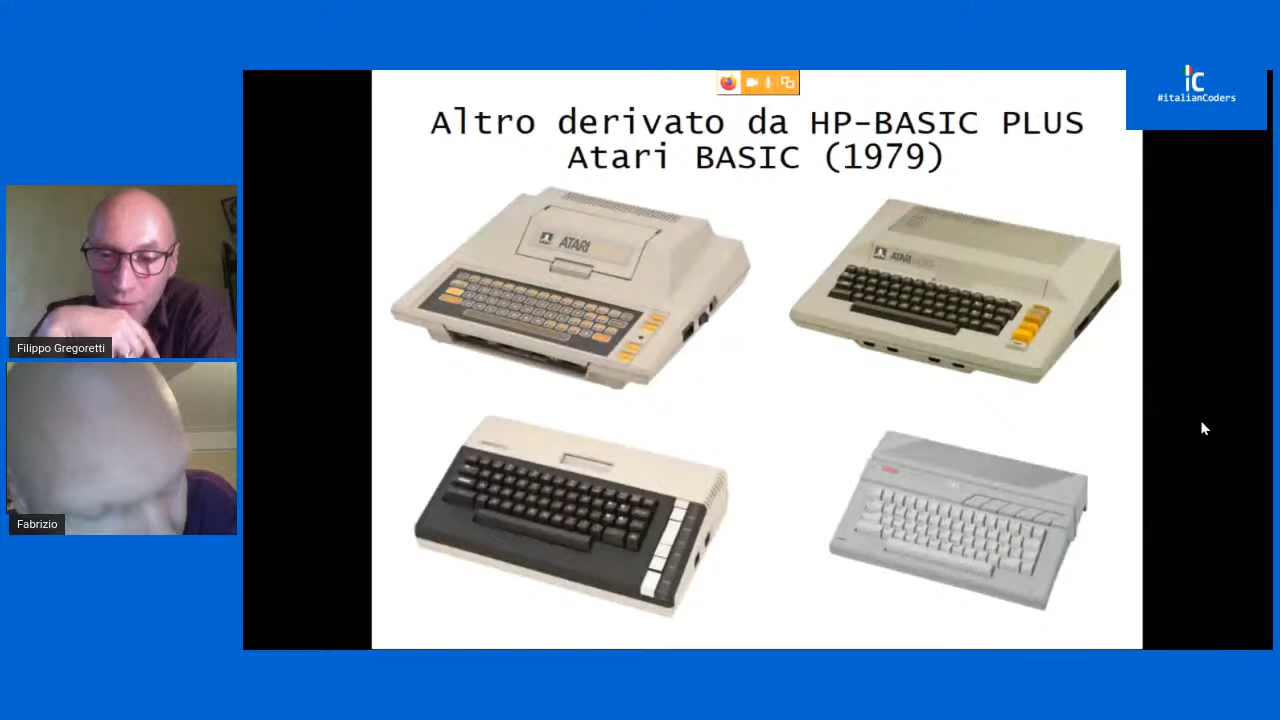 iC
#italianCoders
Altro derivato da HP-BASIC PLUS
Atari BASIC (1979)
ATARI
ATARI
Filippo Gregoretti
Fabrizio